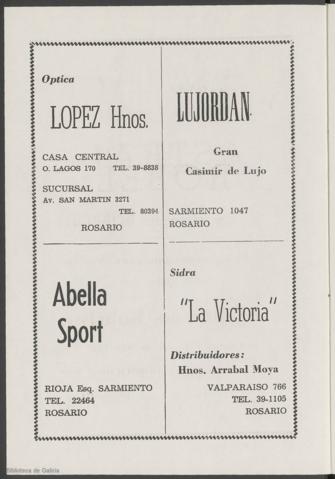 Optica
LOPEZ Hnos.
CASA CENTRAL
O. LAGOS 170 TEL. 39-8838
SUCURSAL
Av. SAN MARTIN 3271
TEL. 80394
ROSARIO
LUJORDAN.
Gran
Casimir de Lujo
SARMIENTO 1047
ROSARIO
Abella
Sport
RIOJA Esq. SARMIENTO
TEL. 22464
ROSARIO
Sidra
"La Victoria"
Distribuidores:
Hnos. Arrabal Moya
VALPARAISO 766
TEL. 39-1105
ROSARIO
Biblioteca de Galicia